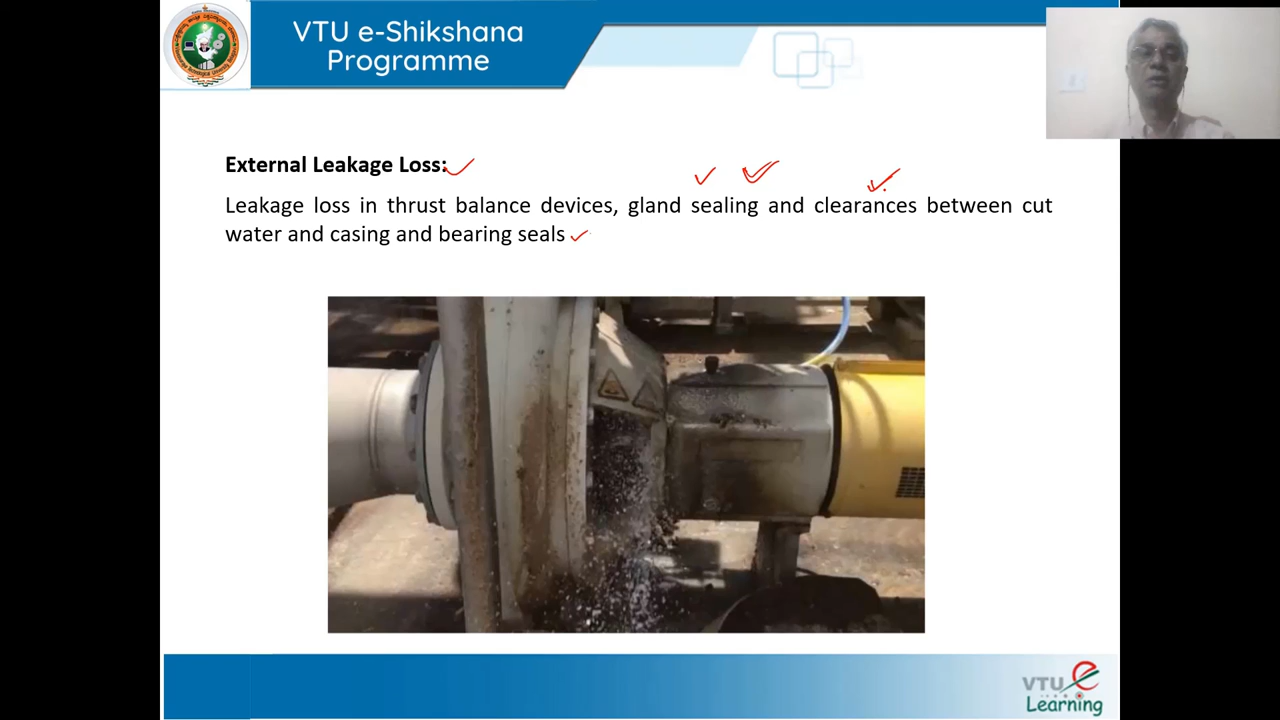 VTU e-Shikshana
Programme
External Leakage Loss:
Leakage loss in thrust balance devices, gland sealing and clearances between cut
water and casing and bearing seals
VTU e
Learning